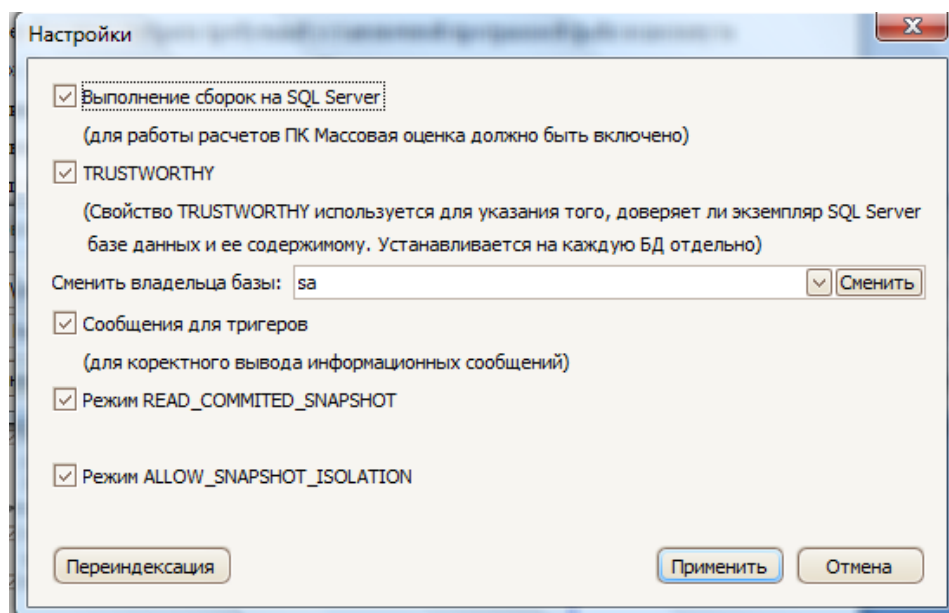 Настройки
Выполнение сборок на SQL Server
(для работы расчетов ПК Массовая оценка должно быть включено)
TRUSTWORTHY
(Свойство TRUSTWORTHY используется для указания того, доверяет ли экземпляр SQL Server
базе данных и ее содержимому. Устанавливается на каждую БД отдельно)
Сменить владельца базы: sa Сменить
Сообщения для тригеров
(для коректного вывода информационных сообщений)
Режим READ_COMMITED_SNAPSHOT
Режим ALLOW_SNAPSHOT_ISOLATION
Переиндексация Применить Отмена